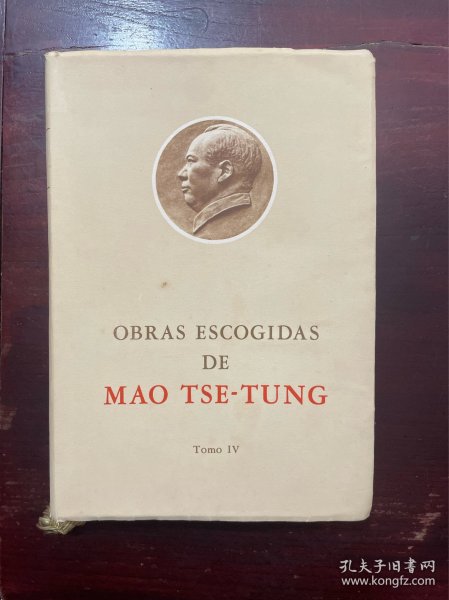 OBRAS ESCOGIDAS
DE
MAO TSE-TUNG
Tomo IV
孔夫子旧书网
www.kongfz.com